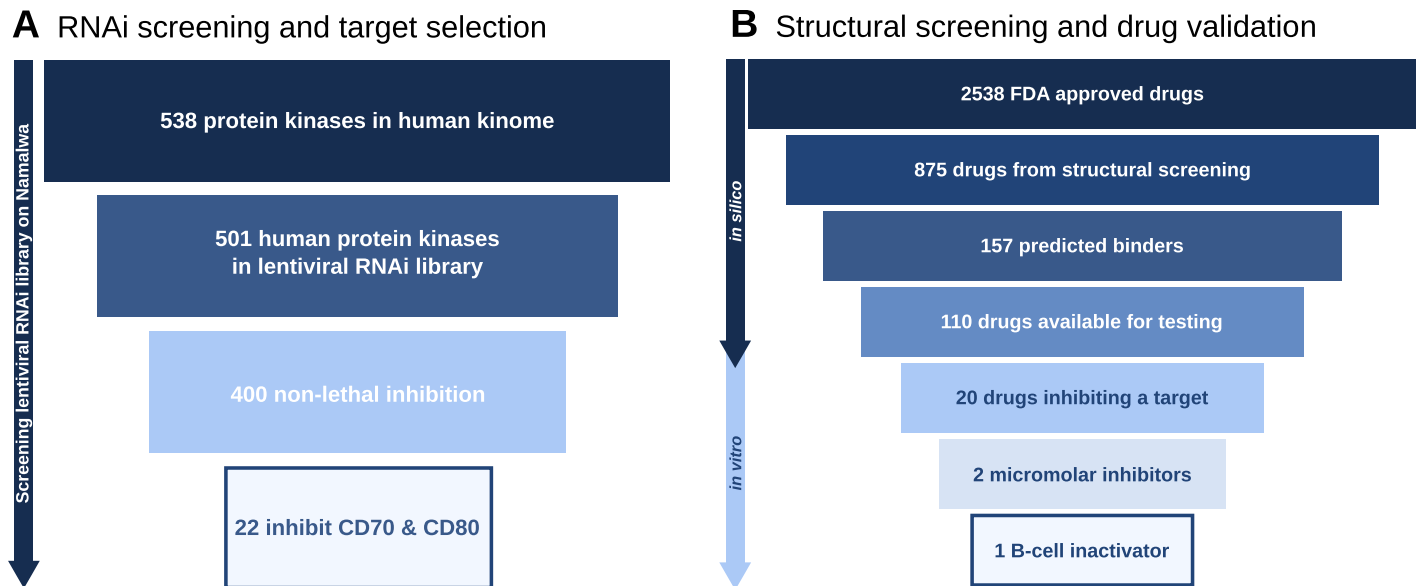 A RNAi screening and target selection
Screening lentiviral RNAi library on Namalwa
538 protein kinases in human kinome
501 human protein kinases
in lentiviral RNAi library
400 non-lethal inhibition
22 inhibit CD70 & CD80
B Structural screening and drug validation
in silico
in vitro
2538 FDA approved drugs
875 drugs from structural screening
157 predicted binders
110 drugs available for testing
20 drugs inhibiting a target
2 micromolar inhibitors
1 B-cell inactivator